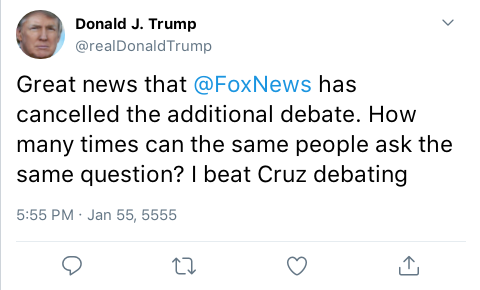 Donald J. Trump
@realDonaldTrump
Great news that @FoxNews has
cancelled the additional debate. How
many times can the same people ask the
same question? I beat Cruz debating
5:55 PM · Jan 55, 5555